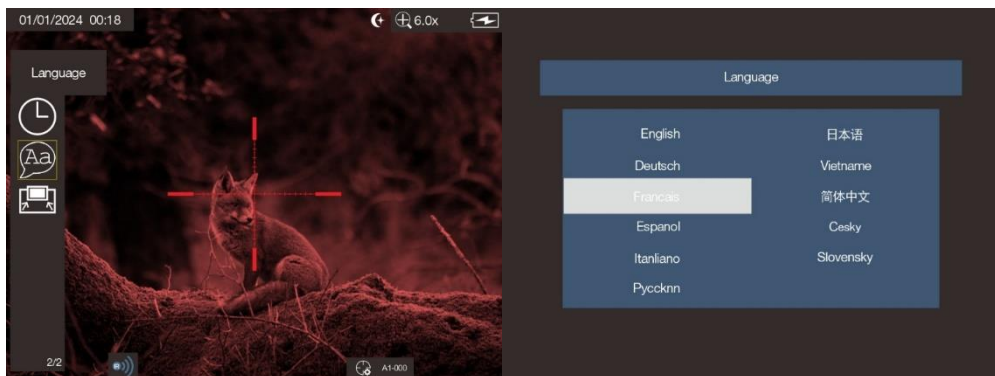 01/01/2024 00:18
6.0x
Language
Aa
2/2
A1-000
Language
English
Deutsch
Francais
Espanol
Itanliano
Pyccknn
日本语
Vietname
简体中文
Cesky
Slovensky